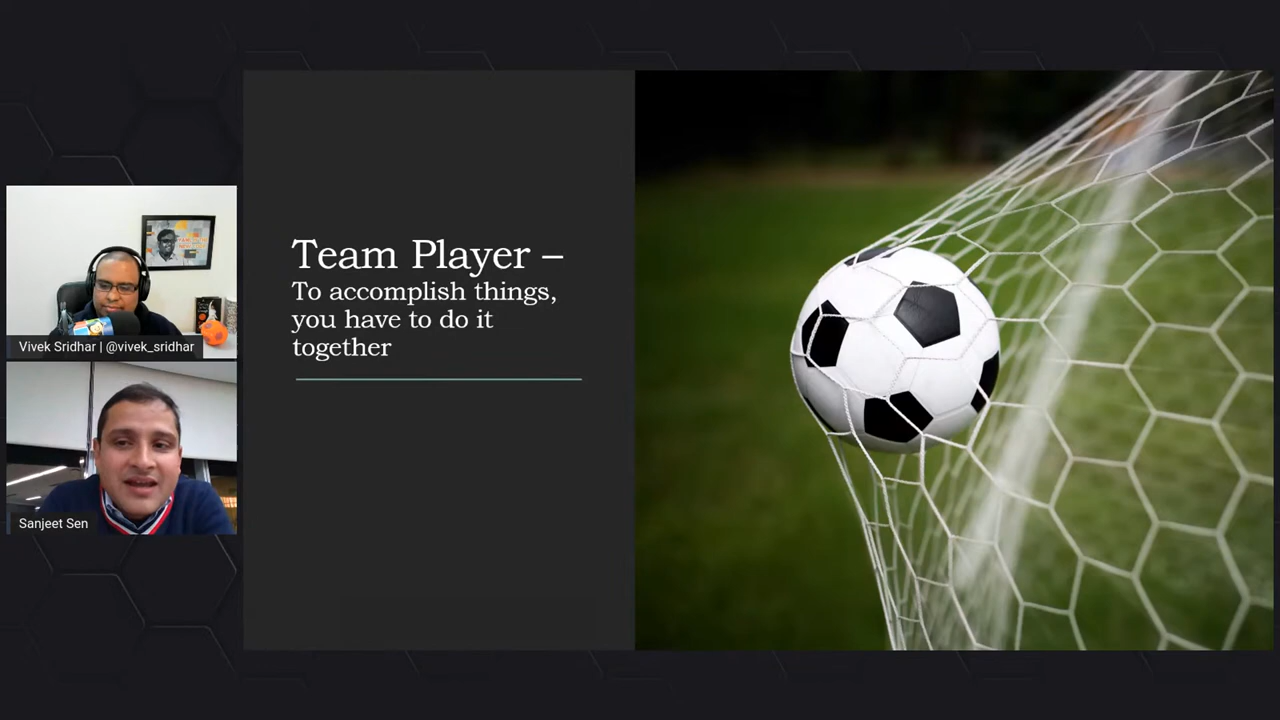 Vivek Sridhar | @vivek_sridhar
Sanjeet Sen
Team Player –
To accomplish things,
you have to do it
together